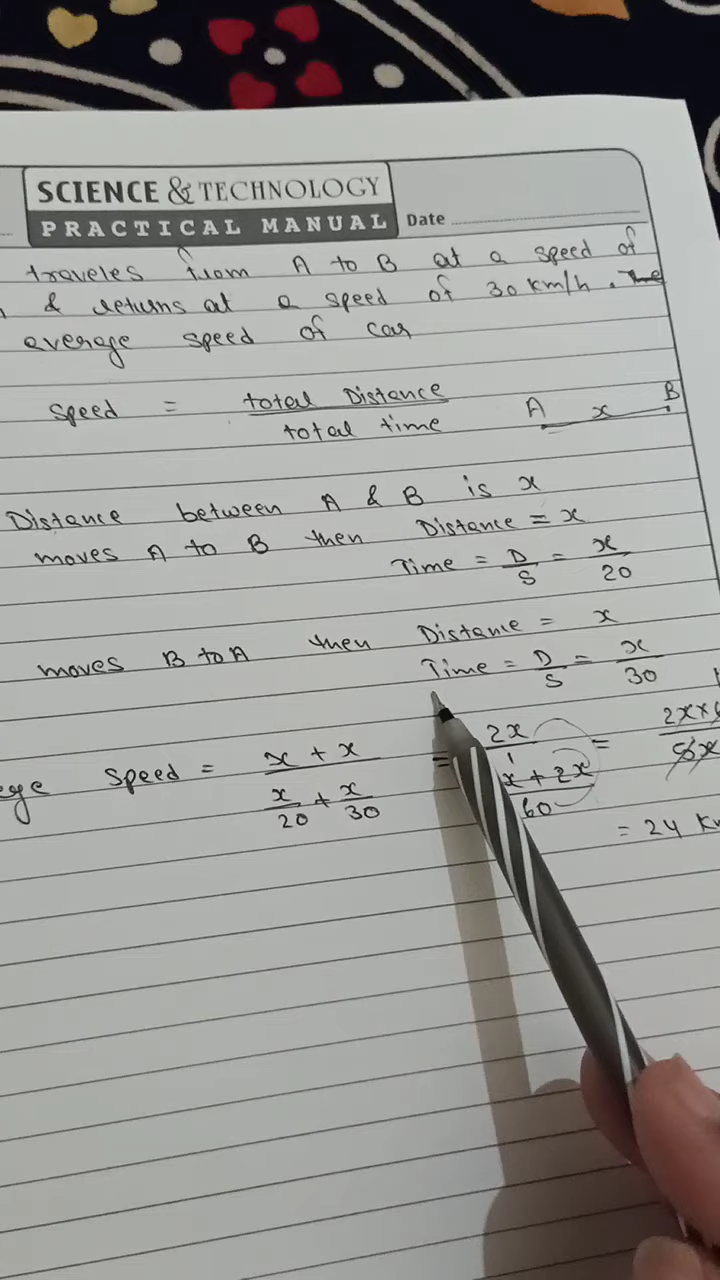 SCIENCE & TECHNOLOGY
PRACTICAL MANUAL Date
traveles from A to B at a speed of
& returns at a speed of 30 km/h. The
average speed of car
speed = total Distance / total time A x B
Distance between A & B is x
moves A to B then Distance = x
Time = D/S = x/20
moves B to A then Distance = x
Time = D/S = x/30
speed = x + x / x/20 + x/30 = 2x / x + 2x / 60 =
= 24